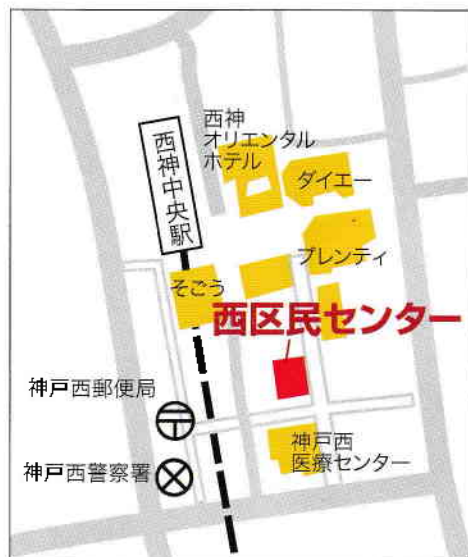 西神
オリエンタル
ホテル
西神中央駅
ダイエー
プレンティ
そごう
西区民センター
神戸西郵便局
神戸西
医療センター
神戸西警察署